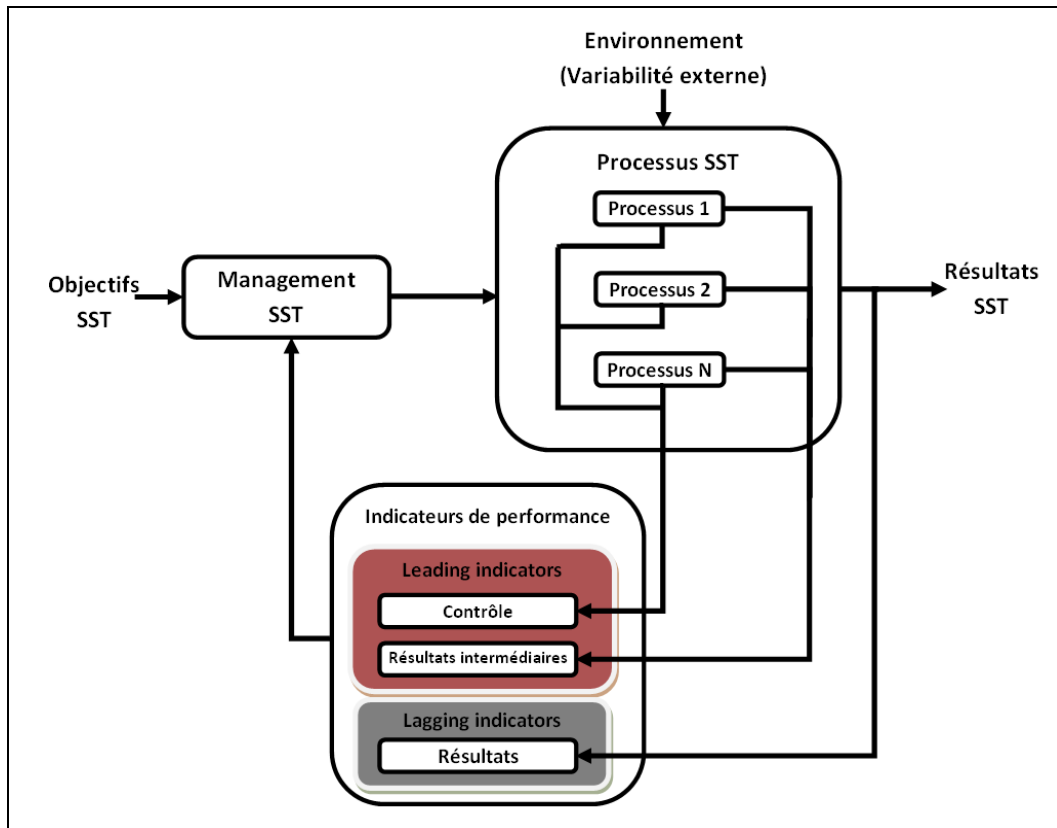 Environnement
(Variabilité externe)
Processus SST
Processus 1
Processus 2
Processus N
Objectifs
SST
Management
SST
Résultats
SST
Indicateurs de performance
Leading indicators
Contrôle
Résultats intermédiaires
Lagging indicators
Résultats